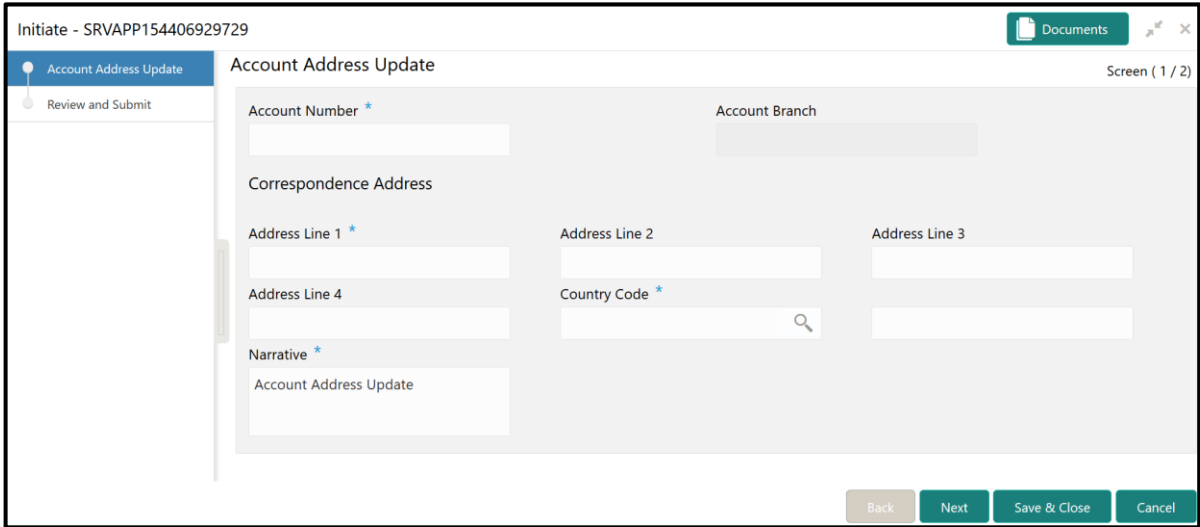 Initiate - SRVAPP154406929729
Documents
Account Address Update
Review and Submit
Account Address Update
Screen ( 1 / 2)
Account Number *
Account Branch
Correspondence Address
Address Line 1 *
Address Line 2
Address Line 3
Address Line 4
Country Code *
Narrative *
Account Address Update
Back
Next
Save & Close
Cancel